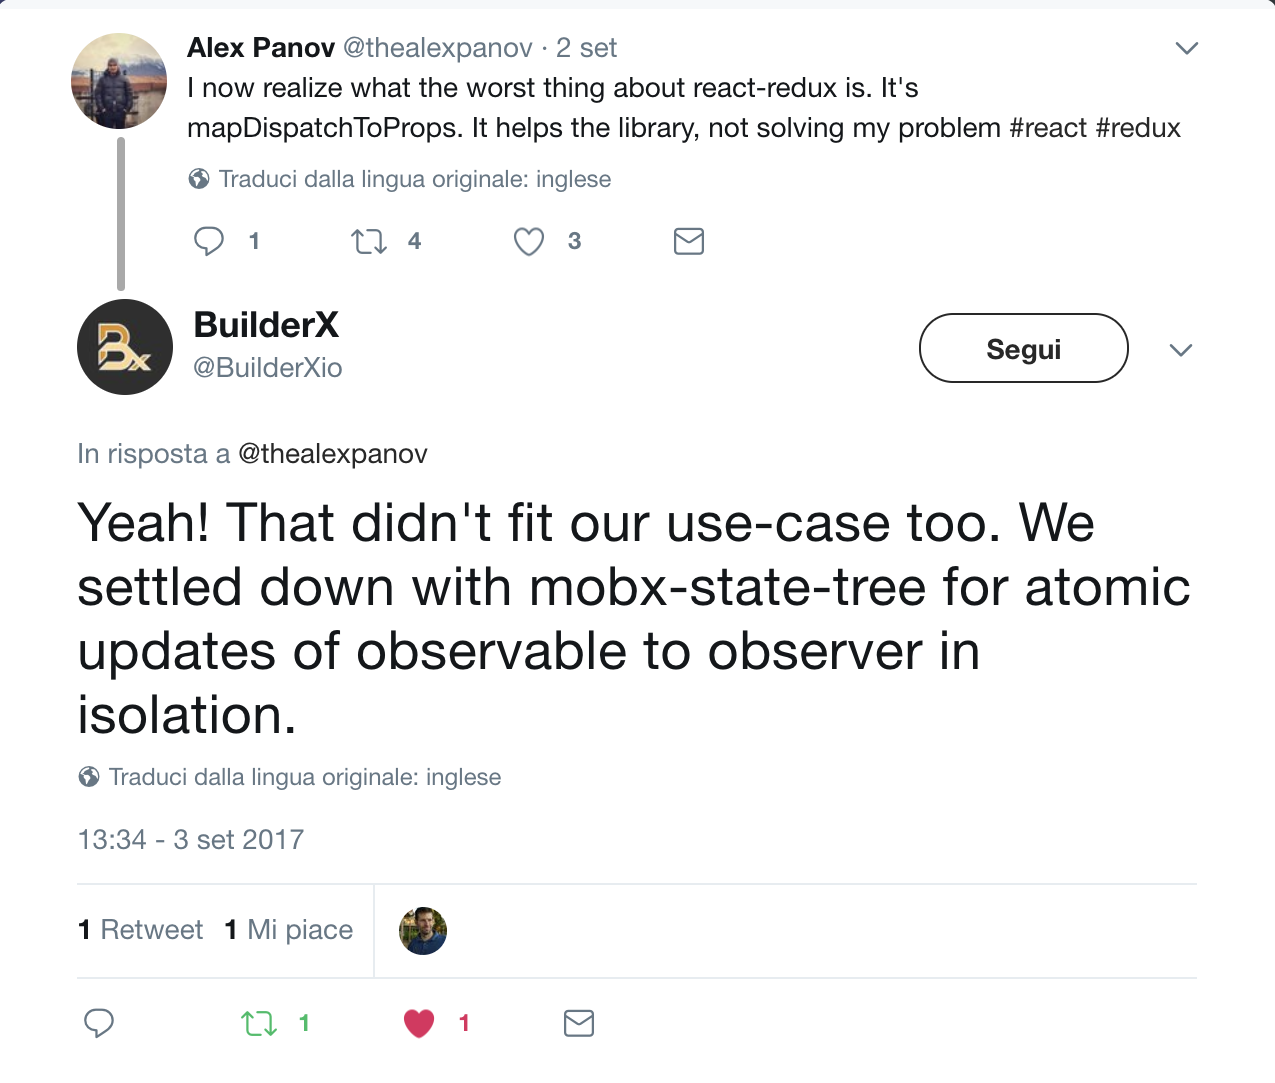 Alex Panov @thealexpanov · 2 set
I now realize what the worst thing about react-redux is. It's
mapDispatchToProps. It helps the library, not solving my problem #react #redux
Traduci dalla lingua originale: inglese
1 4 3
Bx
BuilderX
@BuilderXio
Segui
In risposta a @thealexpanov
Yeah! That didn't fit our use-case too. We
settled down with mobx-state-tree for atomic
updates of observable to observer in
isolation.
Traduci dalla lingua originale: inglese
13:34 - 3 set 2017
1 Retweet 1 Mi piace
1 1